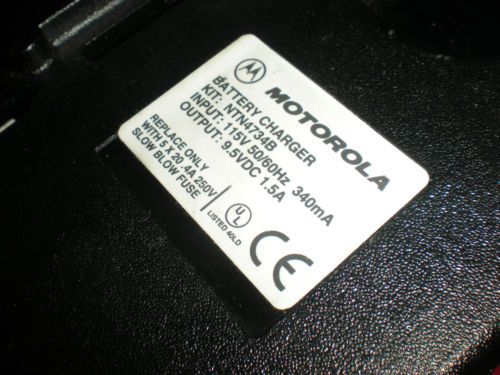 MOTOROLA
BATTERY CHARGER
KIT: NTN4734B
INPUT: 115V 50/60Hz 340mA
OUTPUT: 9.5VDC 1.5A
REPLACE ONLY
WITH 5 X 20 .4A 250V
SLOW BLOW FUSE
UL
LISTED 40LD
CE